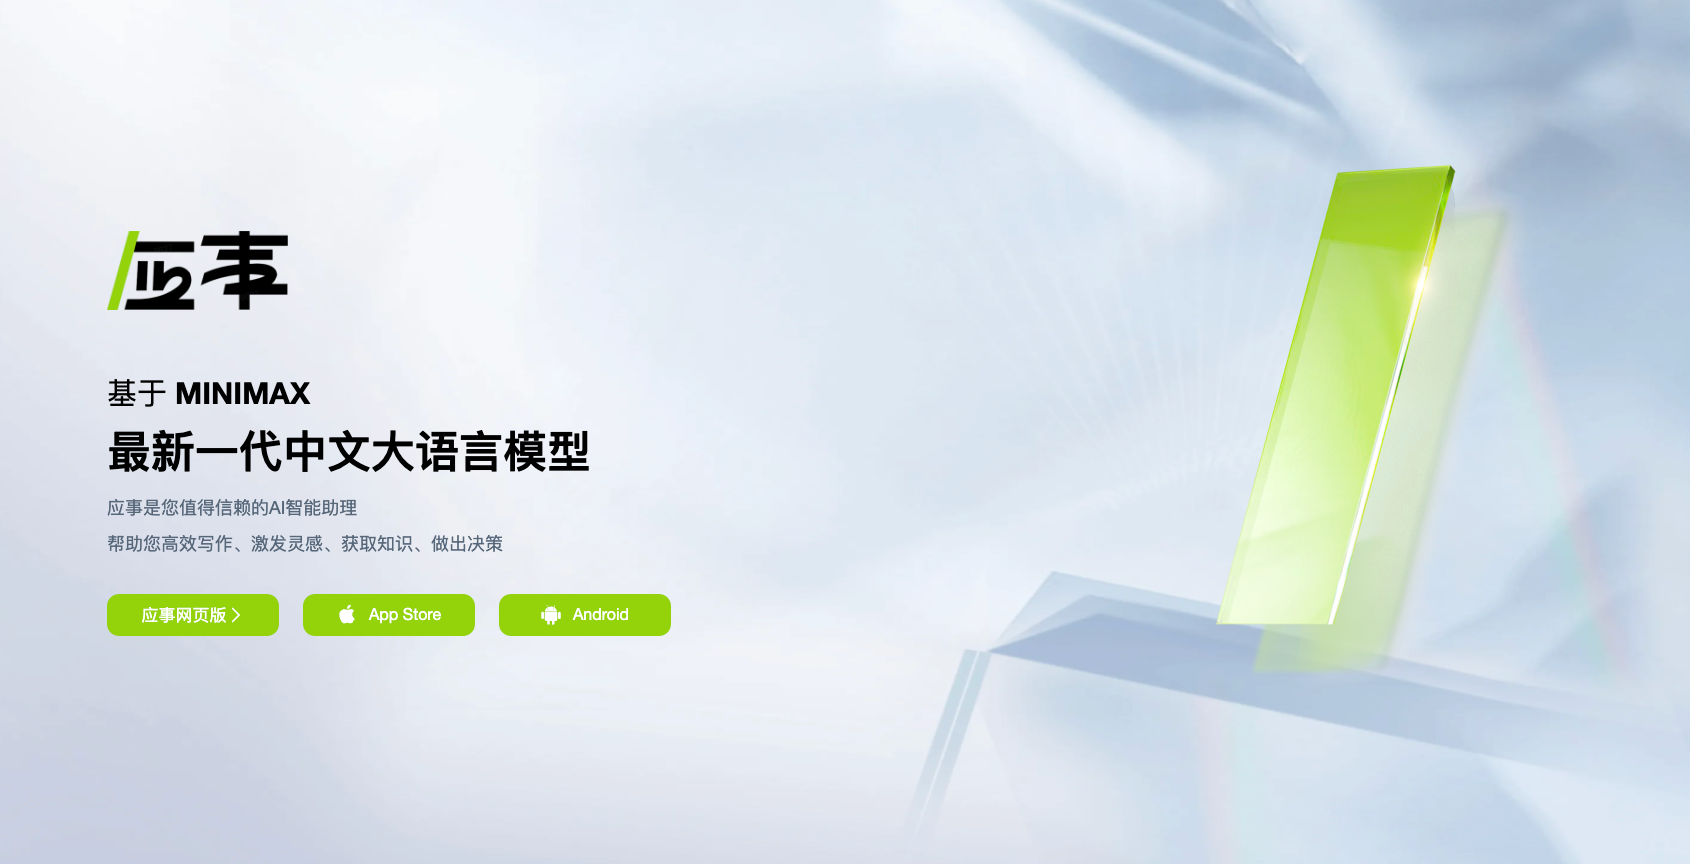 应事
基于 MINIMAX
最新一代中文大语言模型
应事是您值得信赖的AI智能助理
帮助您高效写作、激发灵感、获取知识、做出决策
应事网页版
App Store
Android